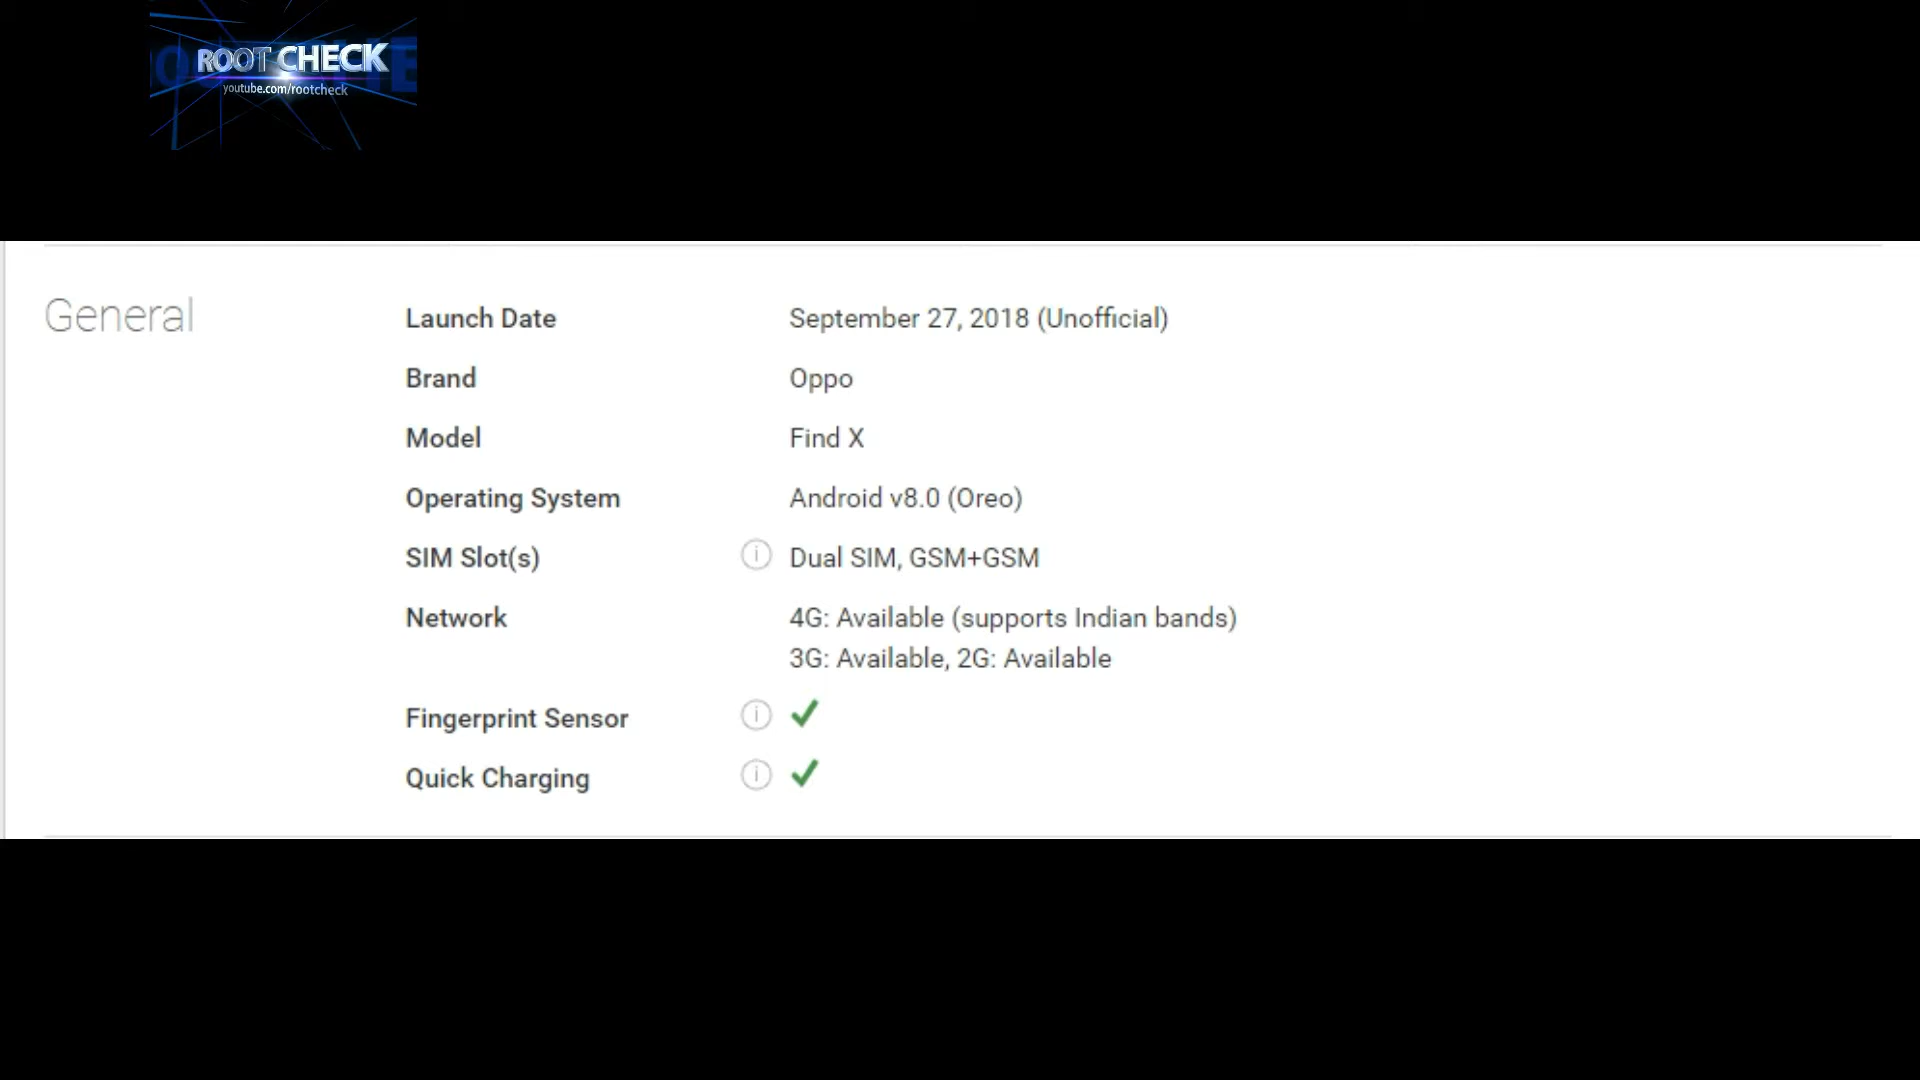 ROOT CHECK
youtube.com/rootcheck
General
Launch Date September 27, 2018 (Unofficial)
Brand Oppo
Model Find X
Operating System Android v8.0 (Oreo)
SIM Slot(s) Dual SIM, GSM+GSM
Network 4G: Available (supports Indian bands)
3G: Available, 2G: Available
Fingerprint Sensor
Quick Charging